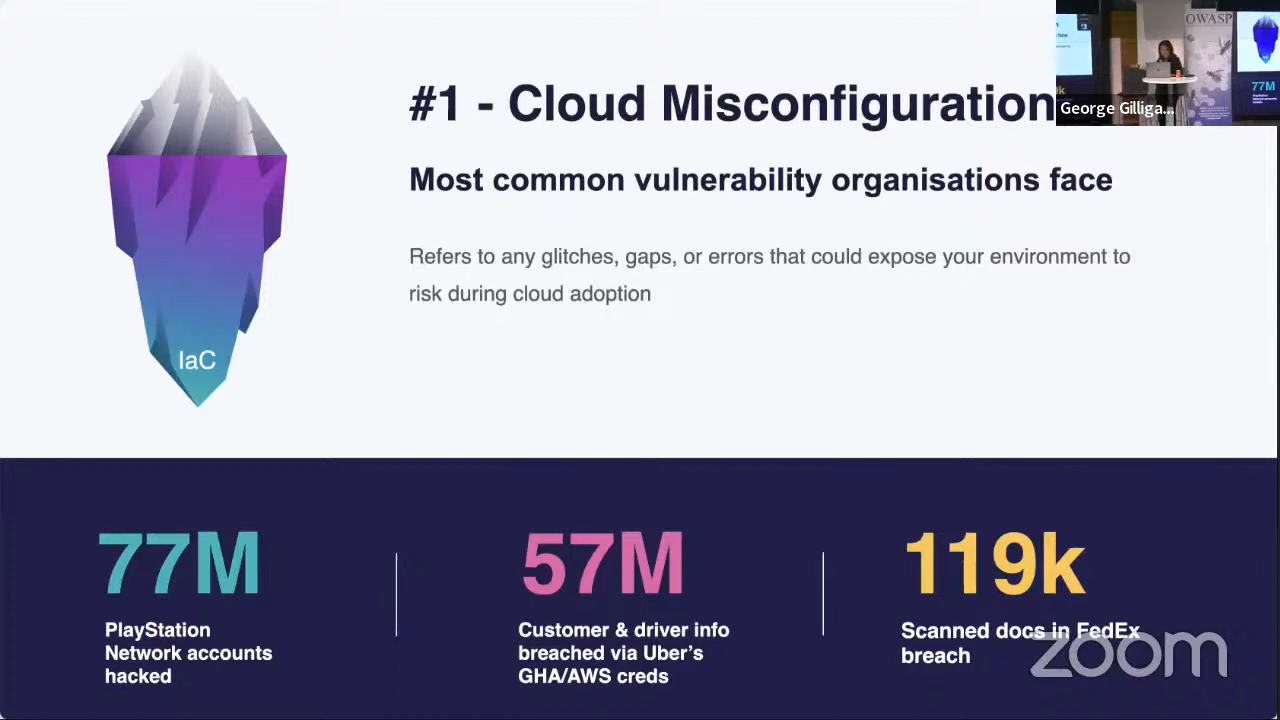 #1 - Cloud Misconfiguration
Most common vulnerability organisations face
Refers to any glitches, gaps, or errors that could expose your environment to
risk during cloud adoption
IaC
77M
PlayStation
Network accounts
hacked
57M
Customer & driver info
breached via Uber's
GHA/AWS creds
119k
Scanned docs in FedEx
breach
OWASP
77M
George Gilliga...
zoom